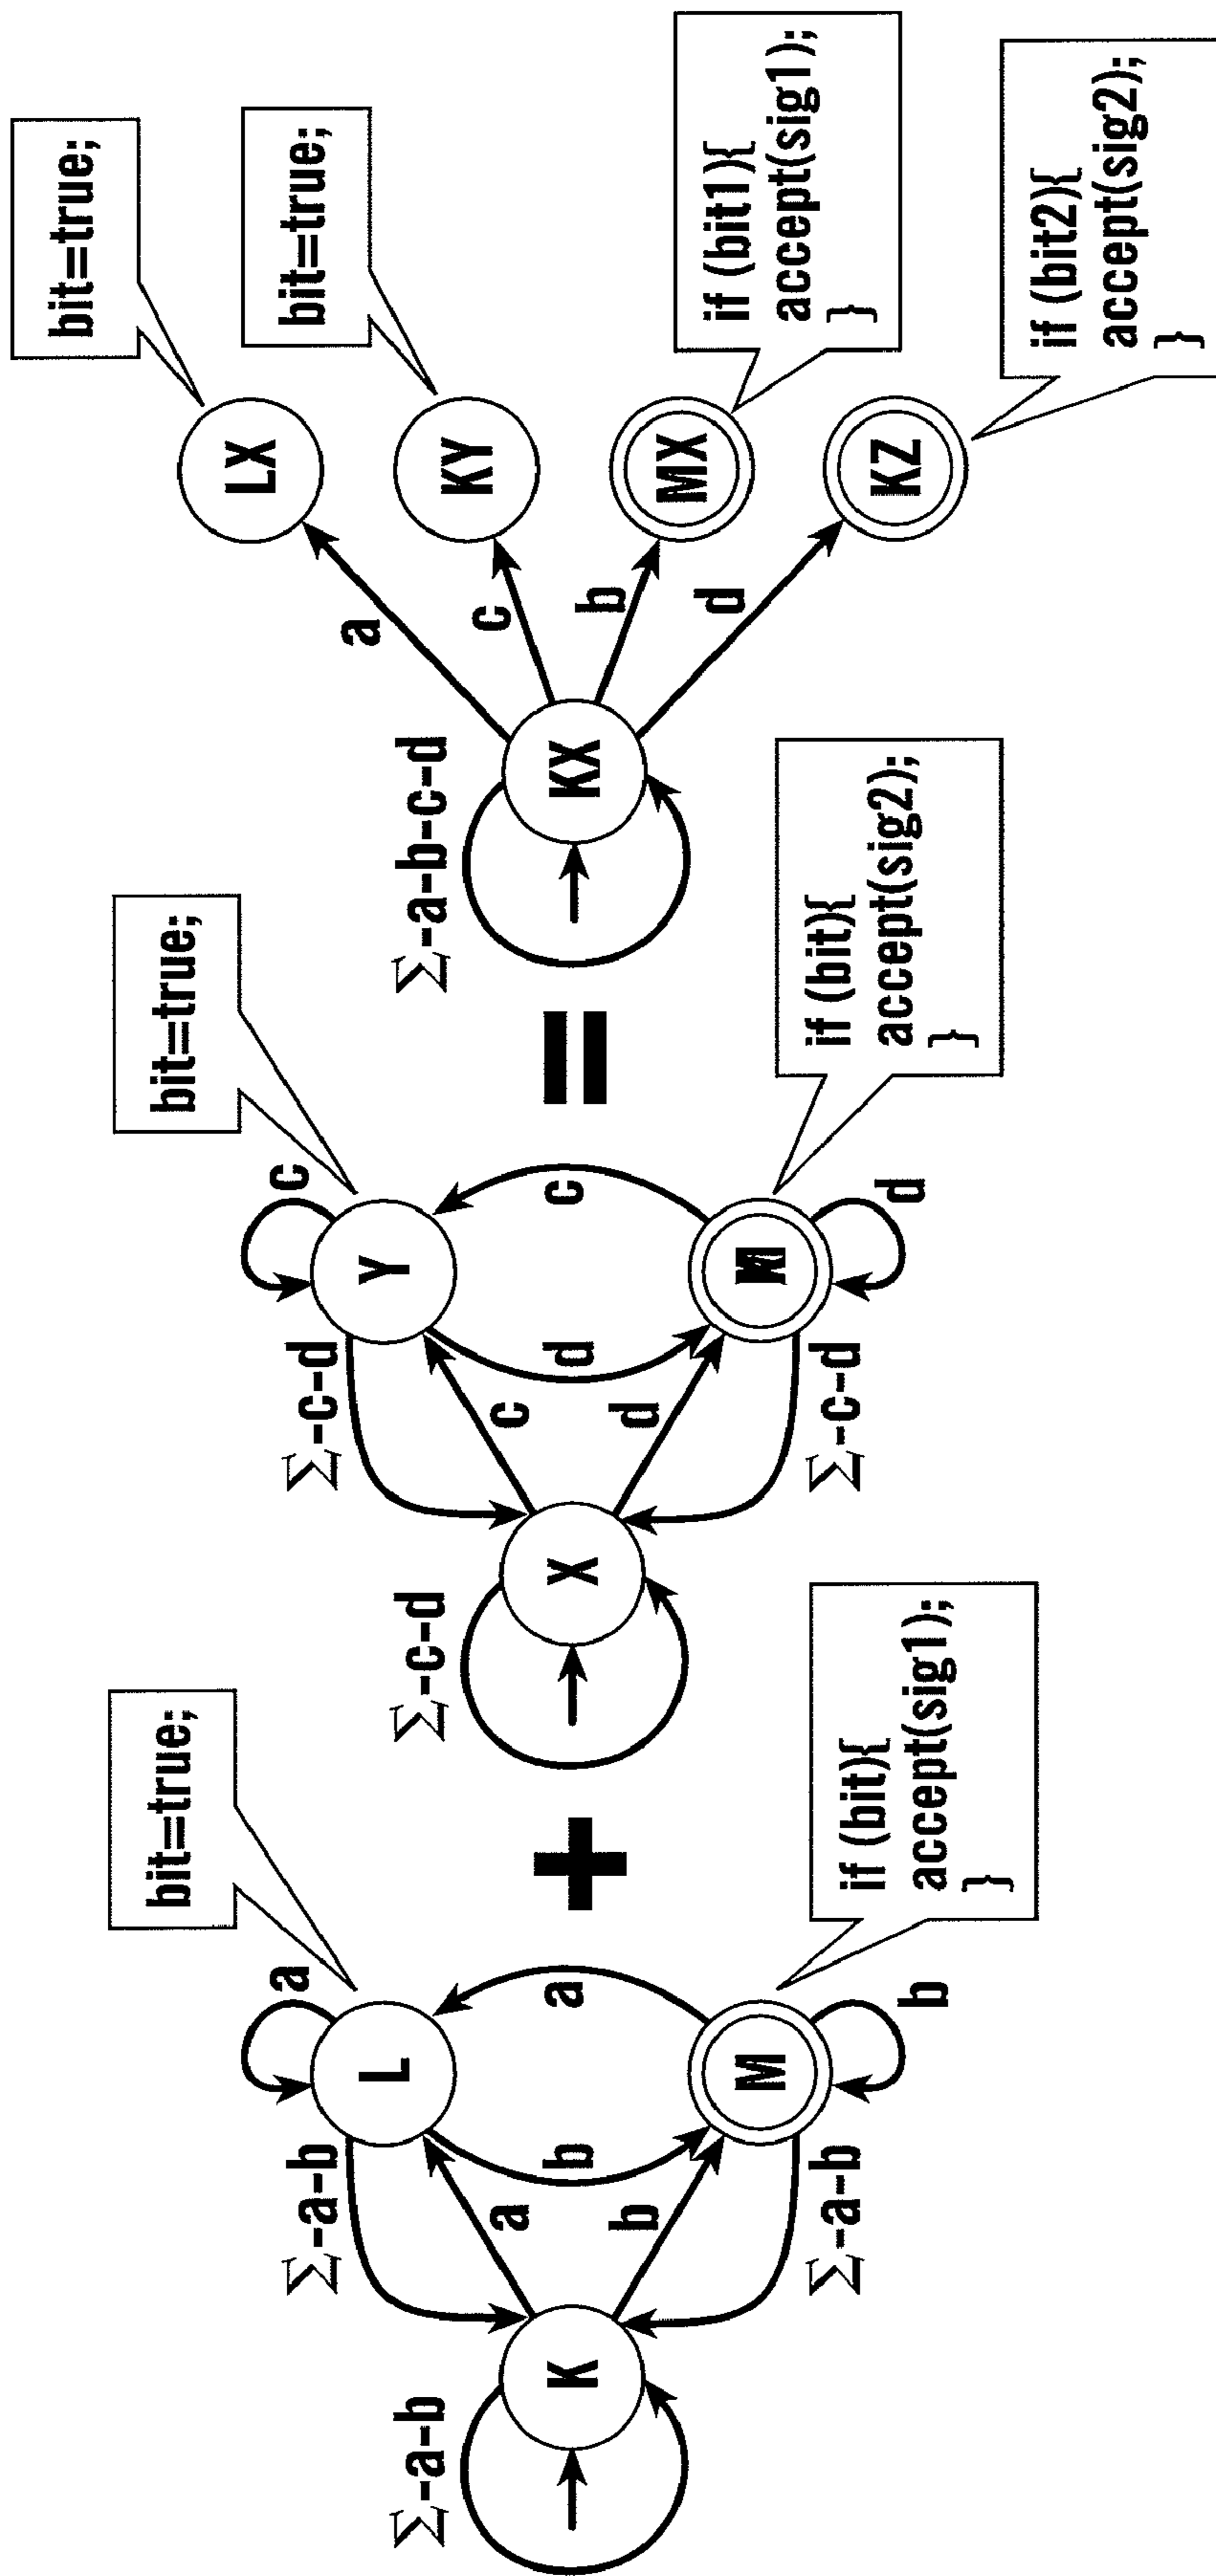 bit=true;
Σ-a-b
a
L
Σ-a-b
K
a
b
b
a
M
Σ-a-b
b
if (bit){
accept(sig1);
}
+
bit=true;
Σ-c-d
c
Y
Σ-c-d
X
c
d
d
c
M
Σ-c-d
d
if (bit){
accept(sig2);
}
=
bit=true;
LX
bit=true;
a
KY
Σ-a-b-c-d
c
KX
b
MX
if (bit1){
accept(sig1);
}
d
KZ
if (bit2){
accept(sig2);
}